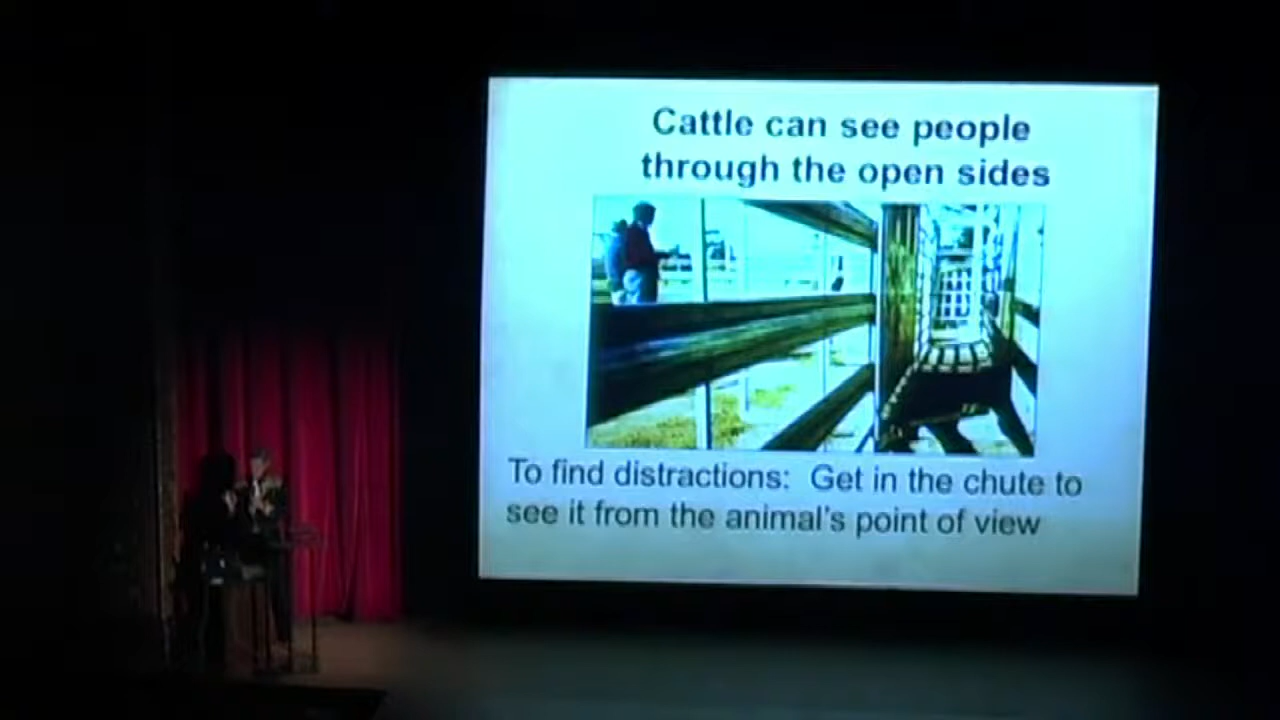 Cattle can see people
through the open sides
To find distractions: Get in the chute to
see it from the animal's point of view